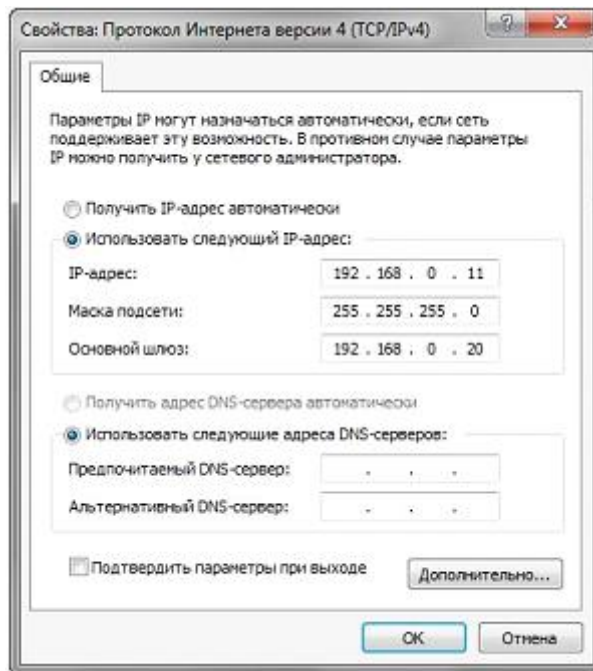 Свойства: Протокол Интернета версии 4 (TCP/IPv4)
Общие
Параметры IP могут назначаться автоматически, если сеть
поддерживает эту возможность. В противном случае параметры
IP можно получить у сетевого администратора.
Получить IP-адрес автоматически
Использовать следующий IP-адрес:
IP-адрес: 192 . 168 . 0 . 11
Маска подсети: 255 . 255 . 255 . 0
Основной шлюз: 192 . 168 . 0 . 20
Получить адрес DNS-сервера автоматически
Использовать следующие адреса DNS-серверов:
Предпочитаемый DNS-сервер: . . .
Альтернативный DNS-сервер: . . .
Подтвердить параметры при выходе
Дополнительно...
ОК Отмена